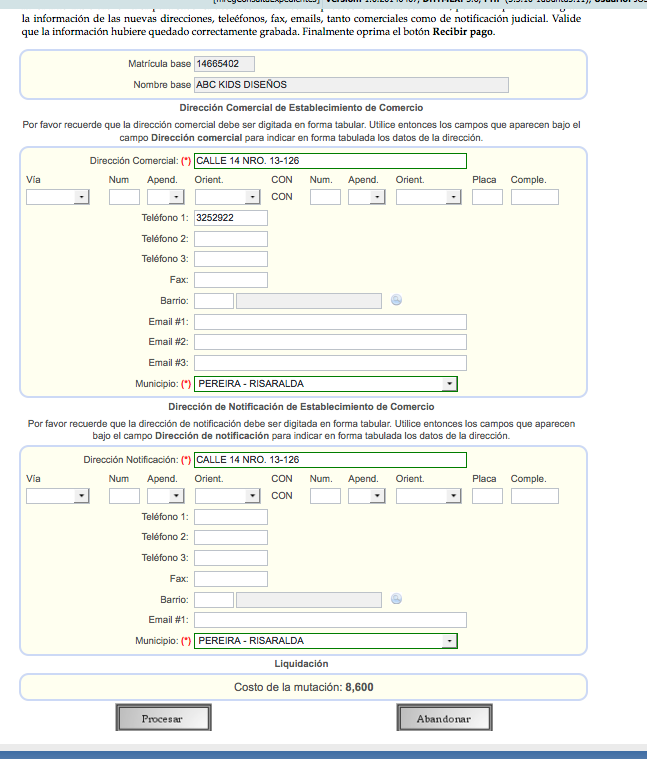 la información de las nuevas direcciones, teleéfonos, fax, emails, tanto comerciales como de notificación judicial. Valide
que la información hubiere quedado correctamente grabada. Finalmente oprima el botón Recibir pago.
Matrícula base 14665402
Nombre base ABC KIDS DISEÑOS
Dirección Comercial de Establecimiento de Comercio
Por favor recuerde que la dirección comercial debe ser digitada en forma tabular. Utilice entonces los campos que aparecen bajo el
campo Dirección comercial para indicar en forma tabulada los datos de la dirección.
Dirección Comercial: (*) CALLE 14 NRO. 13-126
Vía Num Apend. Orient. CON Num. Apend. Orient. Placa Comple.
CON
Teléfono 1: 3252922
Teléfono 2:
Teléfono 3:
Fax:
Barrio:
Email #1:
Email #2:
Email #3:
Municipio: (*) PEREIRA - RISARALDA
Dirección de Notificación de Establecimiento de Comercio
Por favor recuerde que la dirección de notificación debe ser digitada en forma tabular. Utilice entonces los campos que aparecen
bajo el campo Dirección de notificación para indicar en forma tabulada los datos de la dirección.
Dirección Notificación: (*) CALLE 14 NRO. 13-126
Vía Num Apend. Orient. CON Num. Apend. Orient. Placa Comple.
CON
Teléfono 1:
Teléfono 2:
Teléfono 3:
Fax:
Barrio:
Email #1:
Municipio: (*) PEREIRA - RISARALDA
Liquidación
Costo de la mutación: 8,600
Procesar Abandonar